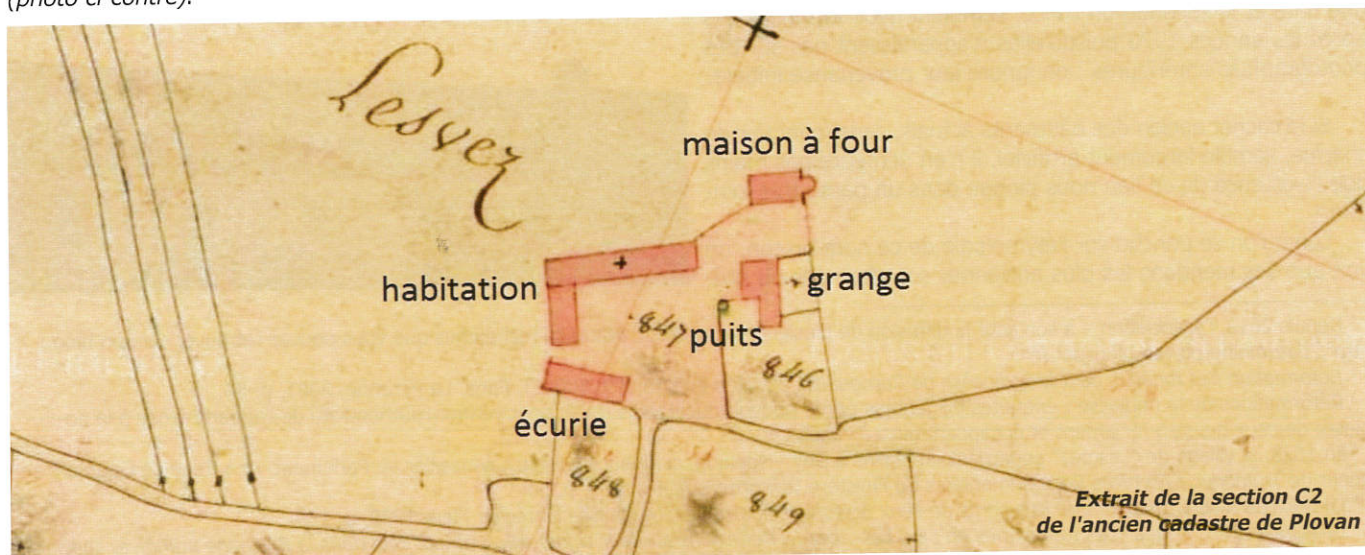 (photo ci-contre).
Lesvez
maison à four
habitation
grange
847
puits
846
écurie
848
849
Extrait de la section C2
de l'ancien cadastre de Plovan